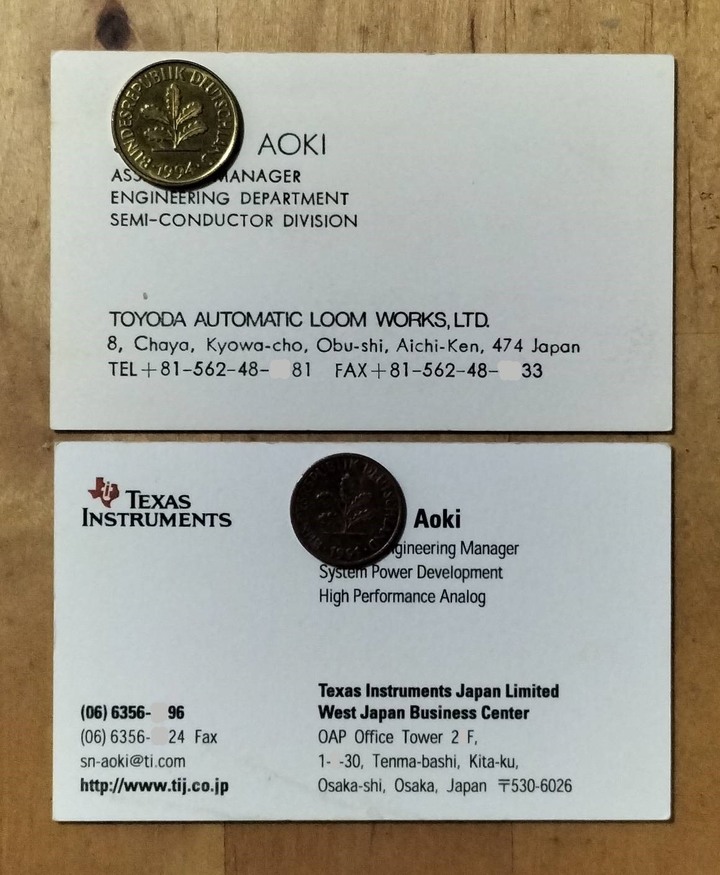 BUNDESREPUBLIK DEUTSCHLAND
1994
AOKI
ASS MANAGER
ENGINEERING DEPARTMENT
SEMI-CONDUCTOR DIVISION
TOYODA AUTOMATIC LOOM WORKS, LTD.
8, Chaya, Kyowa-cho, Obu-shi, Aichi-Ken, 474 Japan
TEL+81-562-48- 81 FAX+81-562-48- 33
TEXAS INSTRUMENTS
Aoki
gineering Manager
System Power Development
High Performance Analog
(06) 6356- 96
(06) 6356- 24 Fax
sn-aoki@ti.com
http://www.tij.co.jp
Texas Instruments Japan Limited
West Japan Business Center
OAP Office Tower 2 F,
1- -30, Tenma-bashi, Kita-ku,
Osaka-shi, Osaka, Japan 〒530-6026